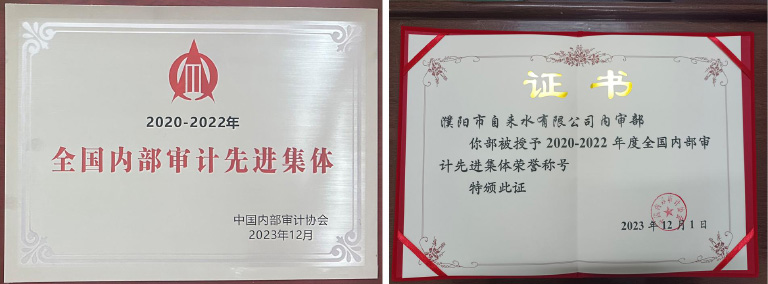 2020-2022年
全国内部审计先进集体
中国内部审计协会
2023年12月
证书
濮阳市自来水有限公司内审部
你部被授予2020-2022年度全国内部审
计先进集体荣誉称号
特颁此证
2023年12月1日